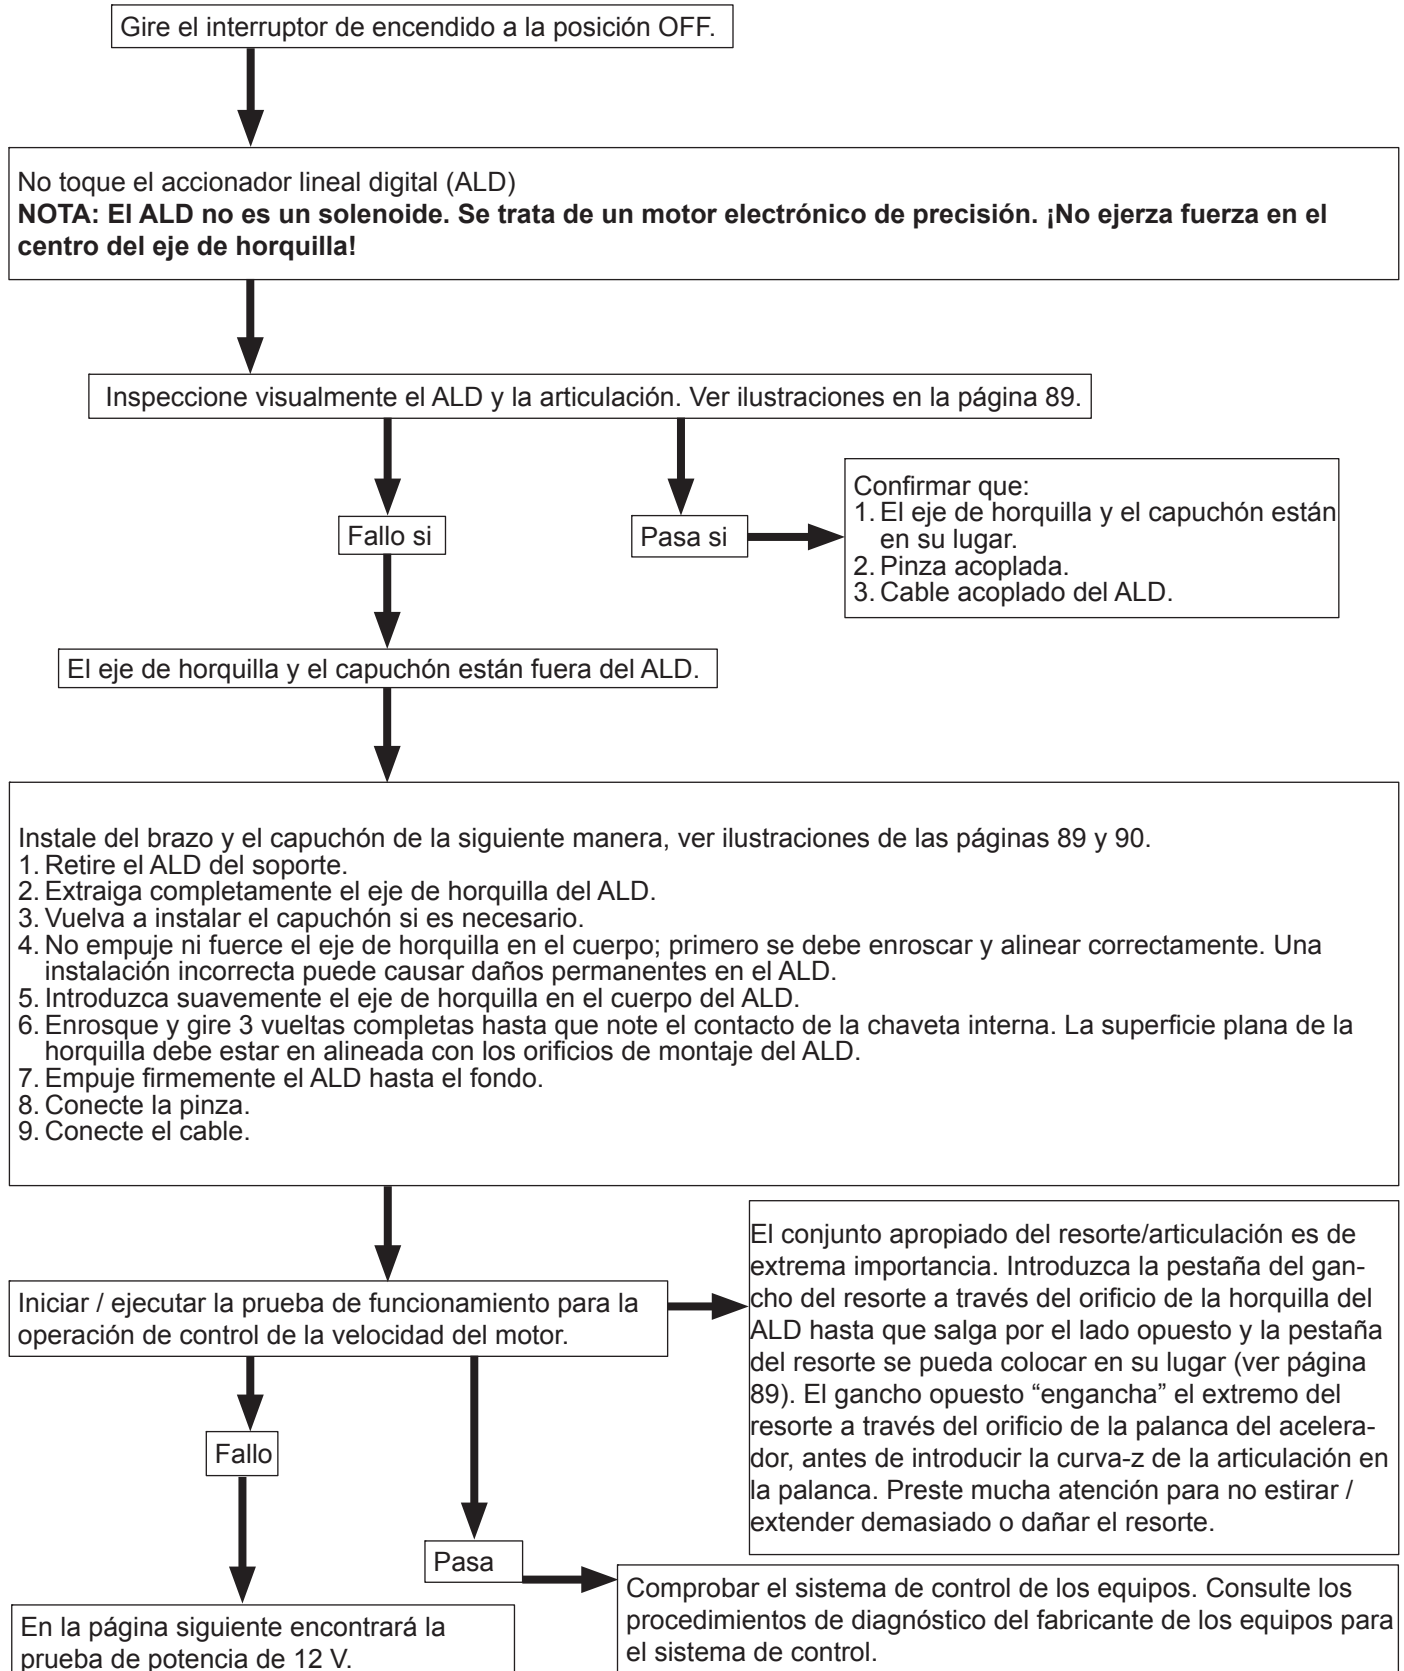 Gire el interruptor de encendido a la posición OFF.
No toque el accionador lineal digital (ALD)
NOTA: El ALD no es un solenoide. Se trata de un motor electrónico de precisión. ¡No ejerza fuerza en el
centro del eje de horquilla!
Inspeccione visualmente el ALD y la articulación. Ver ilustraciones en la página 89.
Fallo si
Pasa si
Confirmar que:
1. El eje de horquilla y el capuchón están
en su lugar.
2. Pinza acoplada.
3. Cable acoplado del ALD.
El eje de horquilla y el capuchón están fuera del ALD.
Instale del brazo y el capuchón de la siguiente manera, ver ilustraciones de las páginas 89 y 90.
1. Retire el ALD del soporte.
2. Extraiga completamente el eje de horquilla del ALD.
3. Vuelva a instalar el capuchón si es necesario.
4. No empuje ni fuerce el eje de horquilla en el cuerpo; primero se debe enroscar y alinear correctamente. Una
instalación incorrecta puede causar daños permanentes en el ALD.
5. Introduzca suavemente el eje de horquilla en el cuerpo del ALD.
6. Enrosque y gire 3 vueltas completas hasta que note el contacto de la chaveta interna. La superficie plana de la
horquilla debe estar en alineada con los orificios de montaje del ALD.
7. Empuje firmemente el ALD hasta el fondo.
8. Conecte la pinza.
9. Conecte el cable.
Iniciar / ejecutar la prueba de funcionamiento para la
operación de control de la velocidad del motor.
El conjunto apropiado del resorte/articulación es de
extrema importancia. Introduzca la pestaña del gan-
cho del resorte a través del orificio de la horquilla del
ALD hasta que salga por el lado opuesto y la pestaña
del resorte se pueda colocar en su lugar (ver página
89). El gancho opuesto “engancha” el extremo del
resorte a través del orificio de la palanca del acelera-
dor, antes de introducir la curva-z de la articulación en
la palanca. Preste mucha atención para no estirar /
extender demasiado o dañar el resorte.
Fallo
Pasa
En la página siguiente encontrará la
prueba de potencia de 12 V.
Comprobar el sistema de control de los equipos. Consulte los
procedimientos de diagnóstico del fabricante de los equipos para
el sistema de control.